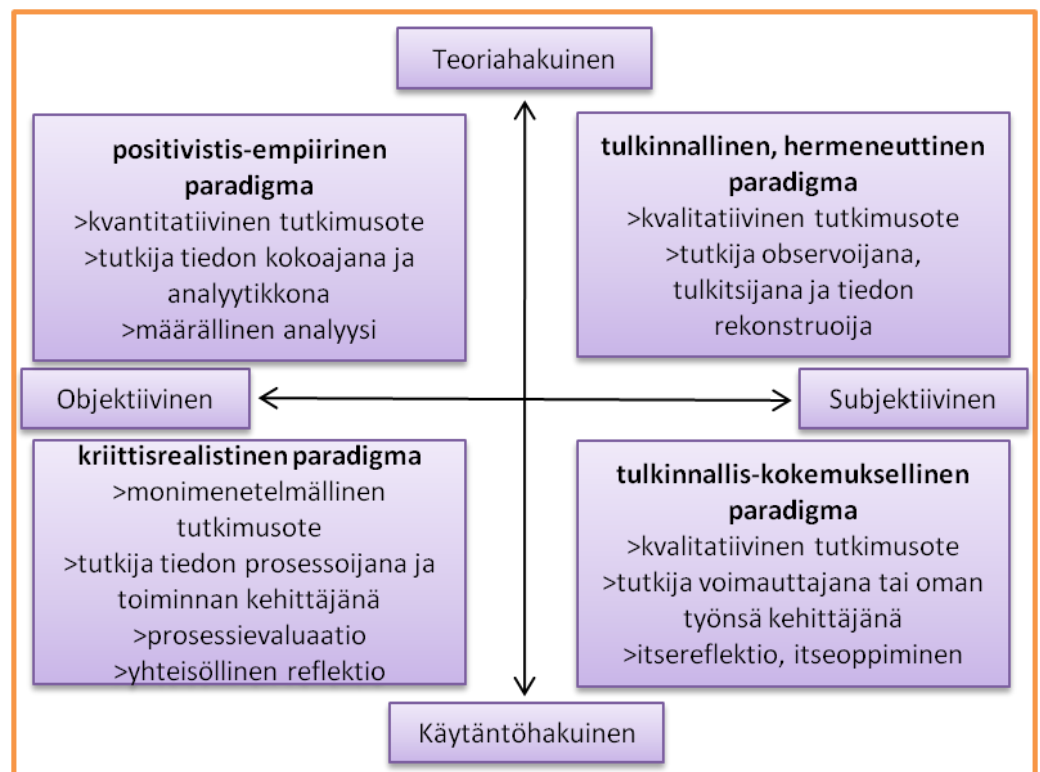 Teoriahakuinen
positivistis-empiirinen
paradigma
>kvantitatiivinen tutkimusote
>tutkija tiedon kokoajana ja
analyytikkona
>määrällinen analyysi
tulkinnallinen, hermeneuttinen
paradigma
>kvalitatiivinen tutkimusote
>tutkija observoijana,
tulkitsijana ja tiedon
rekonstruoija
Objektiivinen
Subjektiivinen
kriittisrealistinen paradigma
>monimenetelmällinen
tutkimusote
>tutkija tiedon prosessoijana ja
toiminnan kehittäjänä
>prosessievaluaatio
>yhteisöllinen reflektio
tulkinnallis-kokemuksellinen
paradigma
>kvalitatiivinen tutkimusote
>tutkija voimauttajana tai oman
työnsä kehittäjänä
>itsereflektio, itseoppiminen
Käytäntöhakuinen